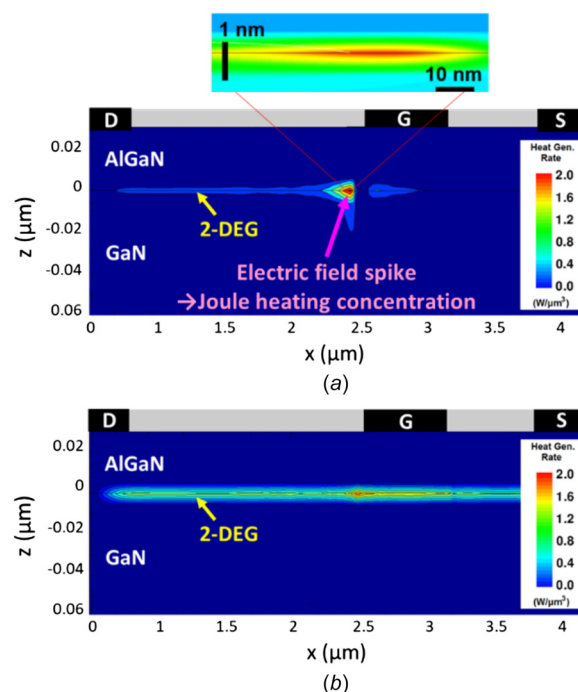 1 nm
10 nm
D
G
S
0.02
AlGaN
Heat Gen.
Rate
2.0
1.6
1.2
0.8
0.4
0.0
(W/µm³)
0
-0.02
2-DEG
z (µm)
GaN
-0.04
Electric field spike
→Joule heating concentration
0.06
0 0.5 1 1.5 2 2.5 3 3.5 4
x (µm)
(a)
D
G
S
0.02
AlGaN
Heat Gen.
Rate
2.0
1.6
1.2
0.8
0.4
0.0
(W/µm³)
0
-0.02
2-DEG
z (µm)
GaN
-0.04
0.06
0 0.5 1 1.5 2 2.5 3 3.5 4
x (µm)
(b)